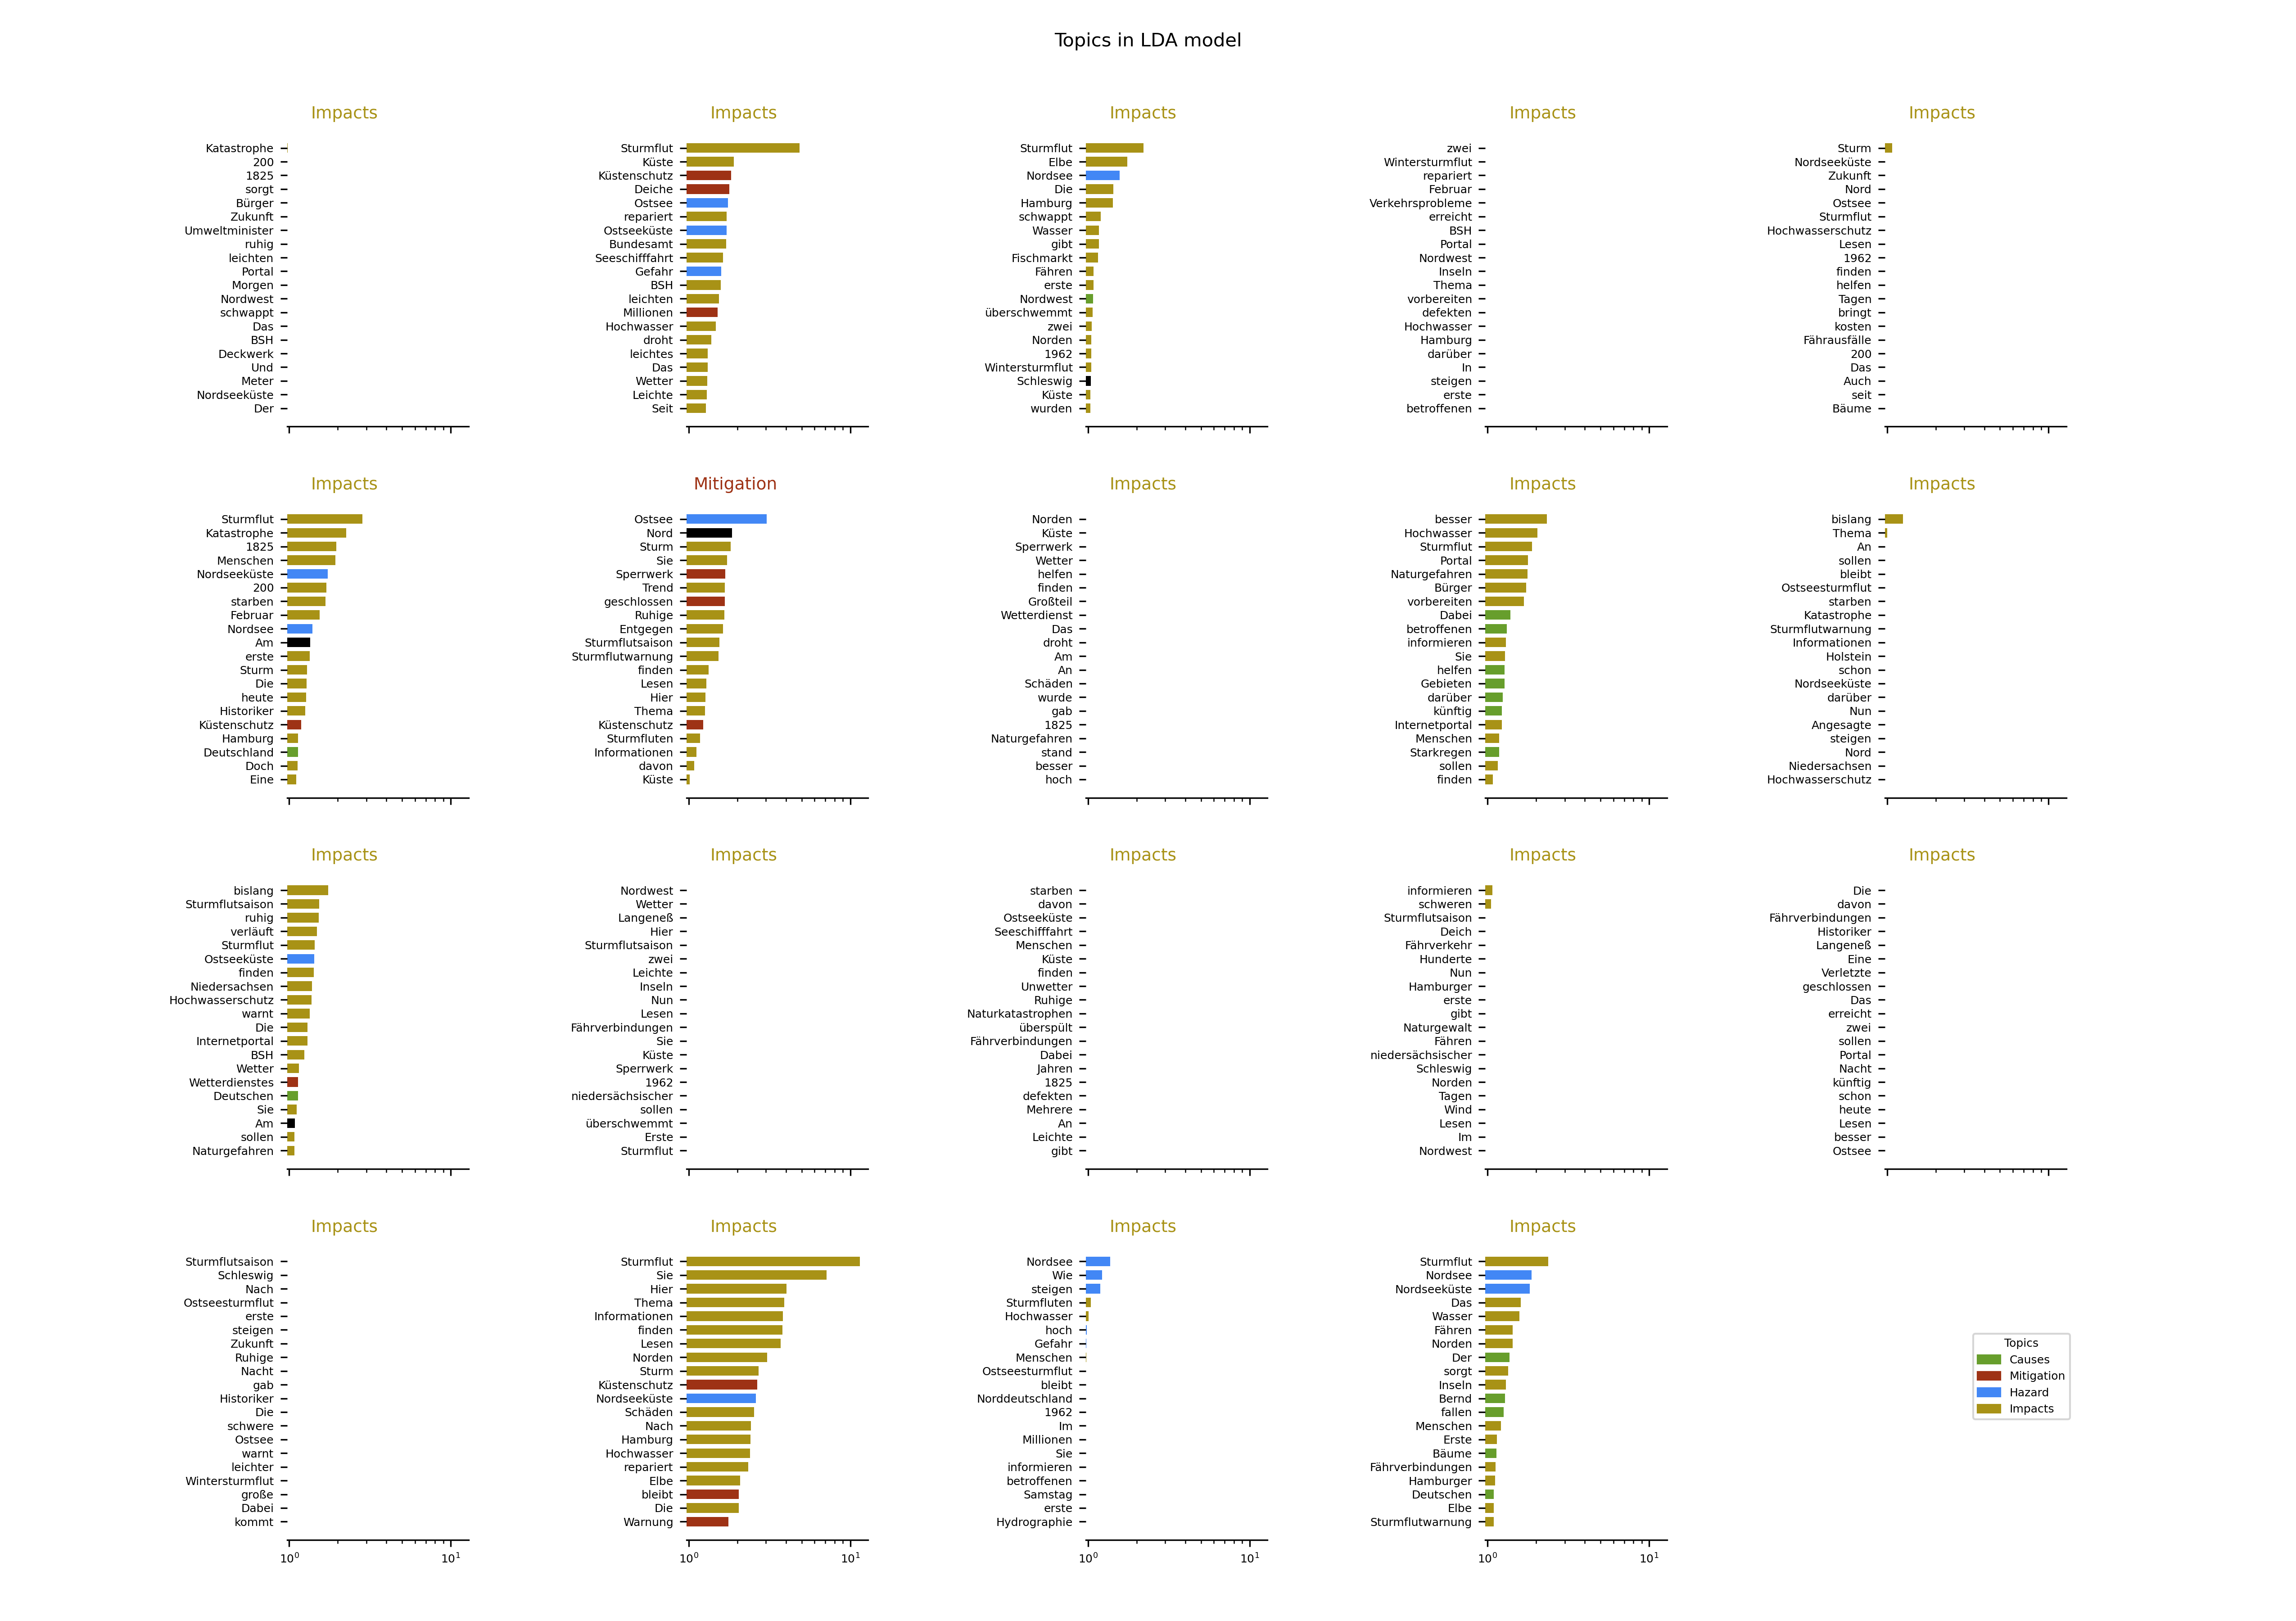 Topics in LDA model
Impacts
Katastrophe
200
1825
sorgt
Bürger
Zukunft
Umweltminister
ruhig
leichten
Portal
Morgen
Nordwest
schwappt
Das
BSH
Deckwerk
Und
Meter
Nordseeküste
Der
Impacts
Sturmflut
Küste
Küstenschutz
Deiche
Ostsee
repariert
Ostseeküste
Bundesamt
Seeschifffahrt
Gefahr
BSH
leichten
Millionen
Hochwasser
droht
leichtes
Das
Wetter
Leichte
Seit
Impacts
Sturmflut
Elbe
Nordsee
Die
Hamburg
schwappt
Wasser
gibt
Fischmarkt
Fähren
erste
Nordwest
überschwemmt
zwei
Norden
1962
Wintersturmflut
Schleswig
Küste
wurden
Impacts
zwei
Wintersturmflut
repariert
Februar
Verkehrsprobleme
erreicht
BSH
Portal
Nordwest
Inseln
Thema
vorbereiten
defekten
Hochwasser
Hamburg
darüber
In
steigen
erste
betroffenen
Impacts
Sturm
Nordseeküste
Zukunft
Nord
Ostsee
Sturmflut
Hochwasserschutz
Lesen
1962
finden
helfen
Tagen
bringt
kosten
Fährausfälle
200
Das
Auch
seit
Bäume
Impacts
Sturmflut
Katastrophe
1825
Menschen
Nordseeküste
200
starben
Februar
Nordsee
Am
erste
Sturm
Die
heute
Historiker
Küstenschutz
Hamburg
Deutschland
Doch
Eine
Mitigation
Ostsee
Nord
Sturm
Sie
Sperrwerk
Trend
geschlossen
Ruhige
Entgegen
Sturmflutsaison
Sturmflutwarnung
finden
Lesen
Hier
Thema
Küstenschutz
Sturmfluten
Informationen
davon
Küste
Impacts
Norden
Küste
Sperrwerk
Wetter
helfen
finden
Großteil
Wetterdienst
Das
droht
Am
An
Schäden
wurde
gab
1825
Naturgefahren
stand
besser
hoch
Impacts
besser
Hochwasser
Sturmflut
Portal
Naturgefahren
Bürger
vorbereiten
Dabei
betroffenen
informieren
Sie
helfen
Gebieten
darüber
künftig
Internetportal
Menschen
Starkregen
sollen
finden
Impacts
bislang
Thema
An
sollen
bleibt
Ostseesturmflut
starben
Katastrophe
Sturmflutwarnung
Informationen
Holstein
schon
Nordseeküste
darüber
Nun
Angesagte
steigen
Nord
Niedersachsen
Hochwasserschutz
Impacts
bislang
Sturmflutsaison
ruhig
verläuft
Sturmflut
Ostseeküste
finden
Niedersachsen
Hochwasserschutz
warnt
Die
Internetportal
BSH
Wetter
Wetterdienstes
Deutschen
Sie
Am
sollen
Naturgefahren
Impacts
Nordwest
Wetter
Langeneß
Hier
Sturmflutsaison
zwei
Leichte
Inseln
Nun
Lesen
Fährverbindungen
Sie
Küste
Sperrwerk
1962
niedersächsischer
sollen
überschwemmt
Erste
Sturmflut
Impacts
starben
davon
Ostseeküste
Seeschifffahrt
Menschen
Küste
finden
Unwetter
Ruhige
Naturkatastrophen
überspült
Fährverbindungen
Dabei
Jahren
1825
defekten
Mehrere
An
Leichte
gibt
Impacts
informieren
schweren
Sturmflutsaison
Deich
Fährverkehr
Hunderte
Nun
Hamburger
erste
gibt
Naturgewalt
Fähren
niedersächsischer
Schleswig
Norden
Tagen
Wind
Lesen
Im
Nordwest
Impacts
Die
davon
Fährverbindungen
Historiker
Langeneß
Eine
Verletzte
geschlossen
Das
erreicht
zwei
sollen
Portal
Nacht
künftig
schon
heute
Lesen
besser
Ostsee
Impacts
Sturmflutsaison
Schleswig
Nach
Ostseesturmflut
erste
steigen
Zukunft
Ruhige
Nacht
gab
Historiker
Die
schwere
Ostsee
warnt
leichter
Wintersturmflut
große
Dabei
kommt
10⁰ 10¹
Impacts
Sturmflut
Sie
Hier
Thema
Informationen
finden
Lesen
Norden
Sturm
Küstenschutz
Nordseeküste
Schäden
Nach
Hamburg
Hochwasser
repariert
Elbe
bleibt
Die
Warnung
10⁰ 10¹
Impacts
Nordsee
Wie
steigen
Sturmfluten
Hochwasser
hoch
Gefahr
Menschen
Ostseesturmflut
bleibt
Norddeutschland
1962
Im
Millionen
Sie
informieren
betroffenen
Samstag
erste
Hydrographie
10⁰ 10¹
Impacts
Sturmflut
Nordsee
Nordseeküste
Das
Wasser
Fähren
Norden
Der
sorgt
Inseln
Bernd
fallen
Menschen
Erste
Bäume
Fährverbindungen
Hamburger
Deutschen
Elbe
Sturmflutwarnung
10⁰ 10¹
Topics
Causes
Mitigation
Hazard
Impacts